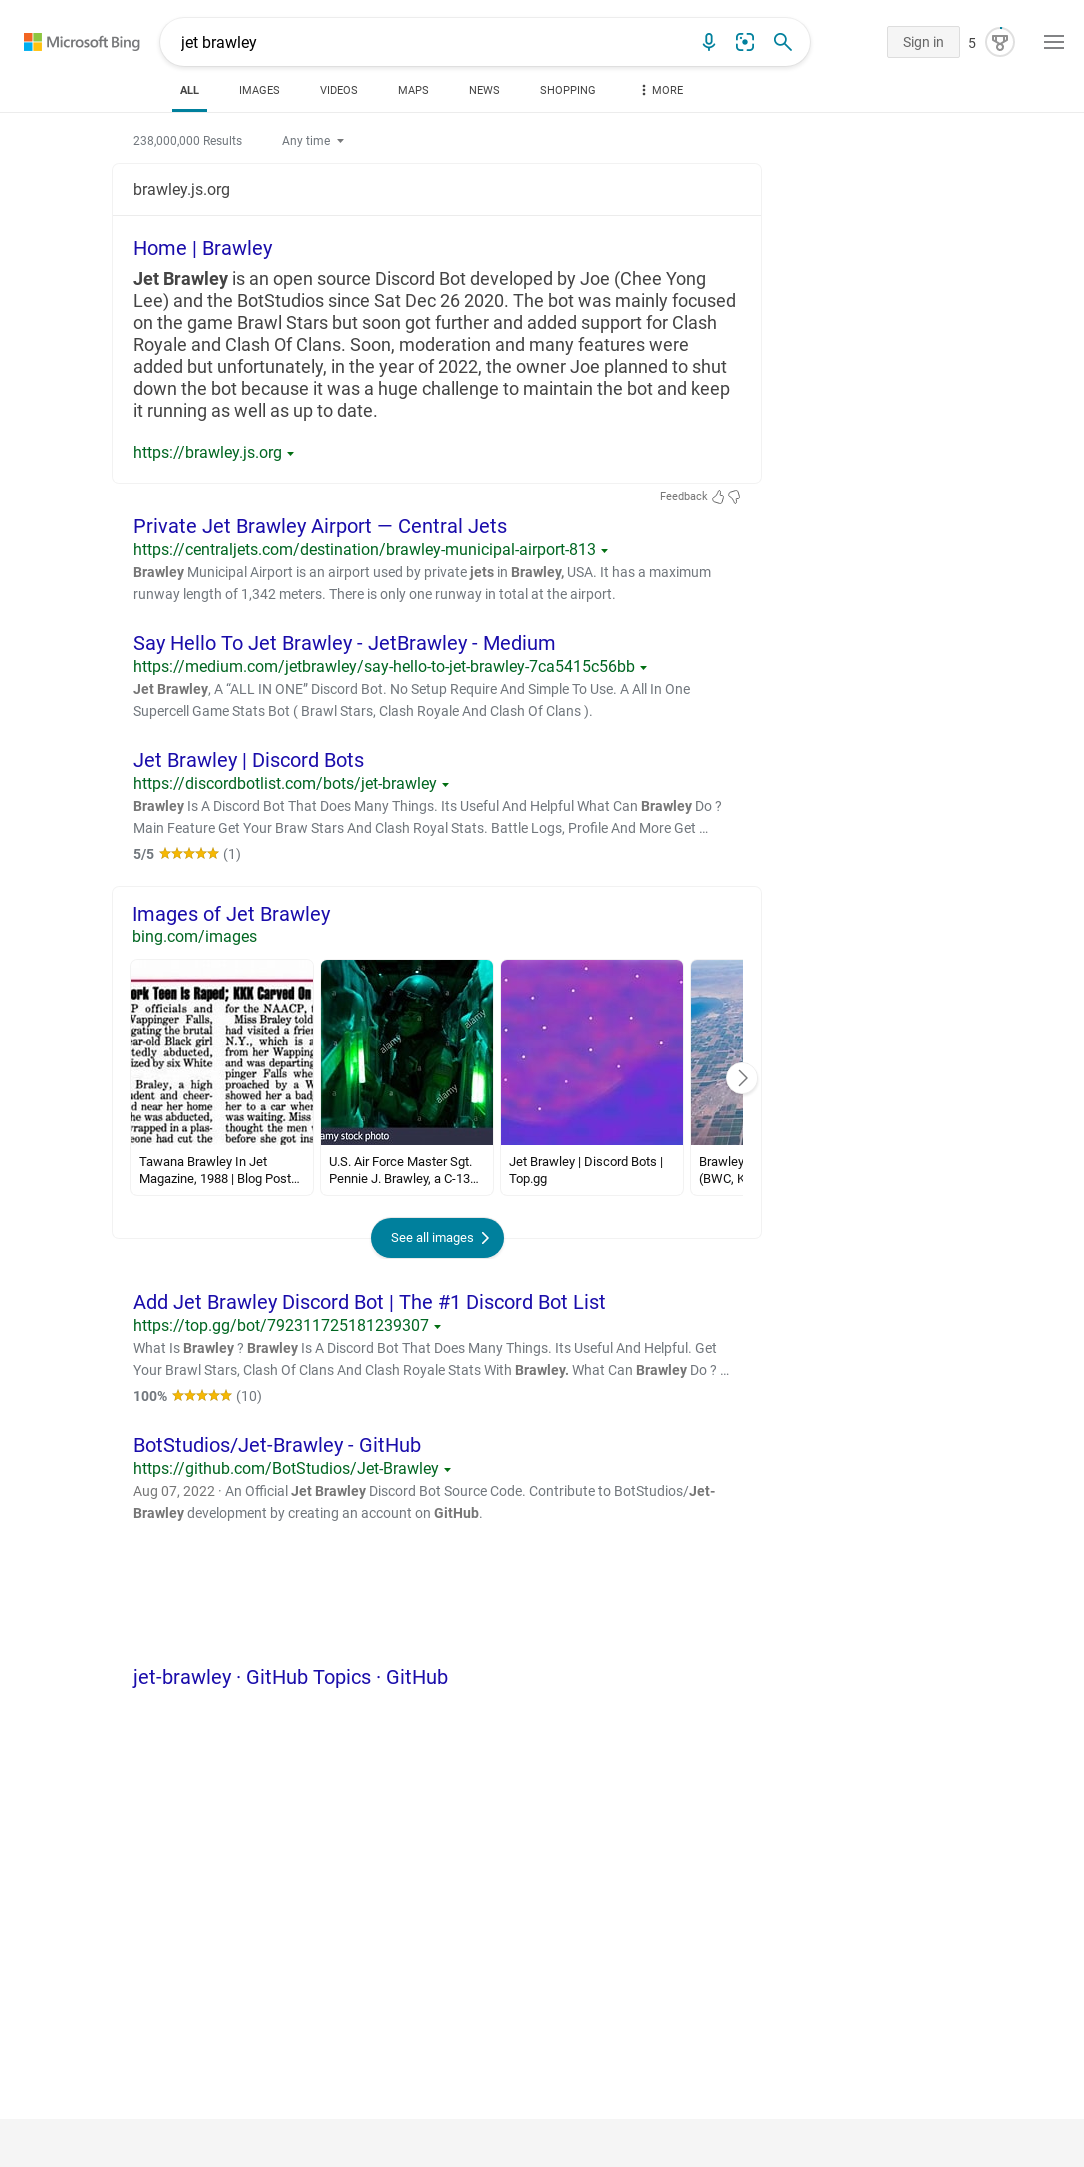 Microsoft Bing
jet brawley
Sign in
5
ALL
IMAGES
VIDEOS
MAPS
NEWS
SHOPPING
MORE
238,000,000 Results
Any time
brawley.js.org
Home | Brawley
Jet Brawley is an open source Discord Bot developed by Joe (Chee Yong
Lee) and the BotStudios since Sat Dec 26 2020. The bot was mainly focused
on the game Brawl Stars but soon got further and added support for Clash
Royale and Clash Of Clans. Soon, moderation and many features were
added but unfortunately, in the year of 2022, the owner Joe planned to shut
down the bot because it was a huge challenge to maintain the bot and keep
it running as well as up to date.
https://brawley.js.org
Feedback
Private Jet Brawley Airport — Central Jets
https://centraljets.com/destination/brawley-municipal-airport-813
Brawley Municipal Airport is an airport used by private jets in Brawley, USA. It has a maximum
runway length of 1,342 meters. There is only one runway in total at the airport.
Say Hello To Jet Brawley - JetBrawley - Medium
https://medium.com/jetbrawley/say-hello-to-jet-brawley-7ca5415c56bb
Jet Brawley, A “ALL IN ONE” Discord Bot. No Setup Require And Simple To Use. A All In One
Supercell Game Stats Bot ( Brawl Stars, Clash Royale And Clash Of Clans ).
Jet Brawley | Discord Bots
https://discordbotlist.com/bots/jet-brawley
Brawley Is A Discord Bot That Does Many Things. Its Useful And Helpful What Can Brawley Do ?
Main Feature Get Your Braw Stars And Clash Royal Stats. Battle Logs, Profile And More Get ...
5/5 (1)
Images of Jet Brawley
bing.com/images
ork Teen is Raped; KKK Carved On
P officials and
Wappinger Falls,
gating the brutal
ear-old Black girl
tedly abducted,
ized by six White
Braley, a high
dent and cheer-
d near her home
he was abducted,
rapped in a plas-
eone had cut the
for the NAACP, t
Miss Braley told
had visited a frie
N.Y., which is a
from her Wapping
and was departing
pinger Falls whe
proached by a W
showed her a bad
her to a car when
was waiting. Miss
thought the men
before she got ins
a
alamy
amy stock photo
Tawana Brawley In Jet
Magazine, 1988 | Blog Post...
U.S. Air Force Master Sgt.
Pennie J. Brawley, a C-13...
Jet Brawley | Discord Bots |
Top.gg
Brawley
(BWC, K
See all images
Add Jet Brawley Discord Bot | The #1 Discord Bot List
https://top.gg/bot/792311725181239307
What Is Brawley ? Brawley Is A Discord Bot That Does Many Things. Its Useful And Helpful. Get
Your Brawl Stars, Clash Of Clans And Clash Royale Stats With Brawley. What Can Brawley Do ? ...
100% (10)
BotStudios/Jet-Brawley - GitHub
https://github.com/BotStudios/Jet-Brawley
Aug 07, 2022 · An Official Jet Brawley Discord Bot Source Code. Contribute to BotStudios/Jet-
Brawley development by creating an account on GitHub.
jet-brawley · GitHub Topics · GitHub